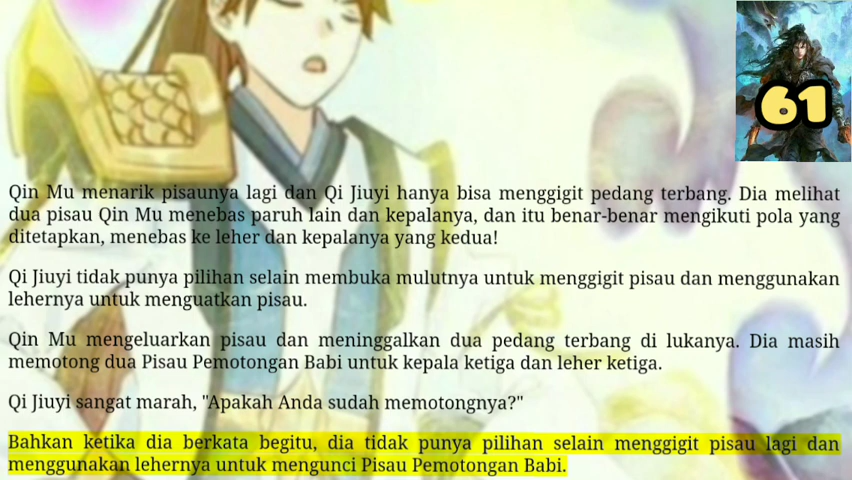 61
Qin Mu menarik pisaunya lagi dan Qi Jiuyi hanya bisa menggigit pedang terbang. Dia melihat
dua pisau Qin Mu menebas paruh lain dan kepalanya, dan itu benar-benar mengikuti pola yang
ditetapkan, menebas ke leher dan kepalanya yang kedua!
Qi Jiuyi tidak punya pilihan selain membuka mulutnya untuk menggigit pisau dan menggunakan
lehernya untuk menguatkan pisau.
Qin Mu mengeluarkan pisau dan meninggalkan dua pedang terbang di lukanya. Dia masih
memotong dua Pisau Pemotongan Babi untuk kepala ketiga dan leher ketiga.
Qi Jiuyi sangat marah, "Apakah Anda sudah memotongnya?"
Bahkan ketika dia berkata begitu, dia tidak punya pilihan selain menggigit pisau lagi dan
menggunakan lehernya untuk mengunci Pisau Pemotongan Babi.